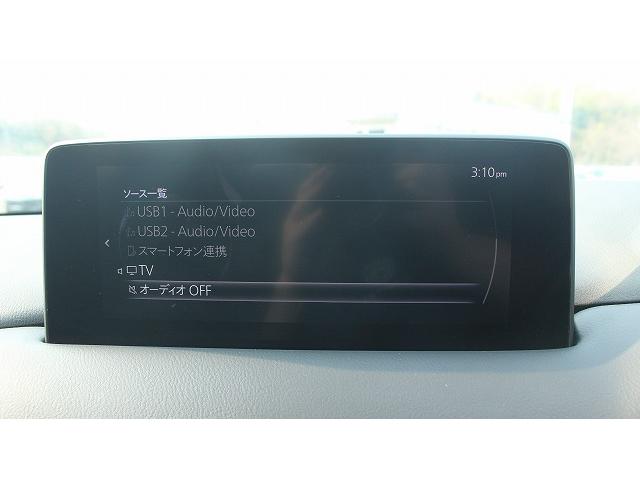 3:10pm
ソース一覧
USB1 - Audio/Video
USB2 - Audio/Video
スマートフォン連携
TV
オーディオ OFF